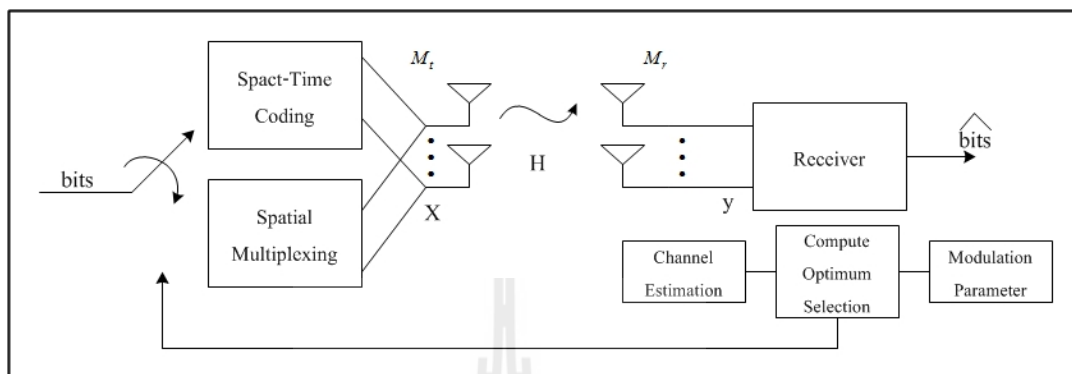 bits
Spact-Time
Coding
Spatial
Multiplexing
M_t
X
H
M_r
y
Receiver
bits
Channel
Estimation
Compute
Optimum
Selection
Modulation
Parameter